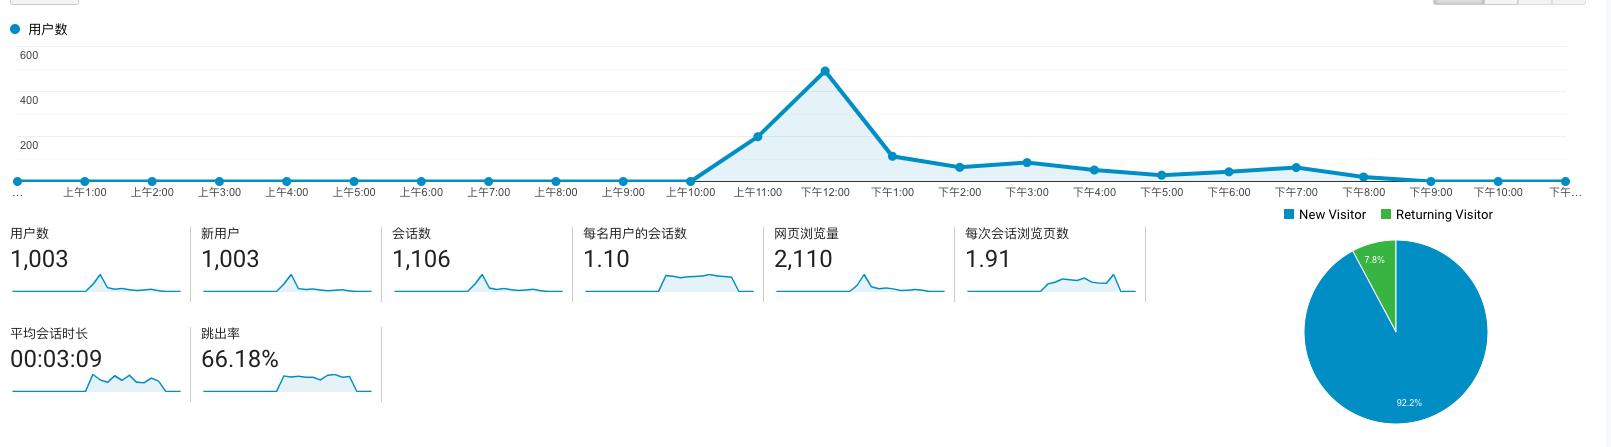 用户数
600
400
200
... 上午1:00 上午2:00 上午3:00 上午4:00 上午5:00 上午6:00 上午7:00 上午8:00 上午9:00 上午10:00 上午11:00 下午12:00 下午1:00 下午2:00 下午3:00 下午4:00 下午5:00 下午6:00 下午7:00 下午8:00 下午9:00 下午10:00 下午...
New Visitor Returning Visitor
用户数 新用户 会话数 每名用户的会话数 网页浏览量 每次会话浏览页数
1,003 1,003 1,106 1.10 2,110 1.91
7.8%
平均会话时长 跳出率
00:03:09 66.18%
92.2%